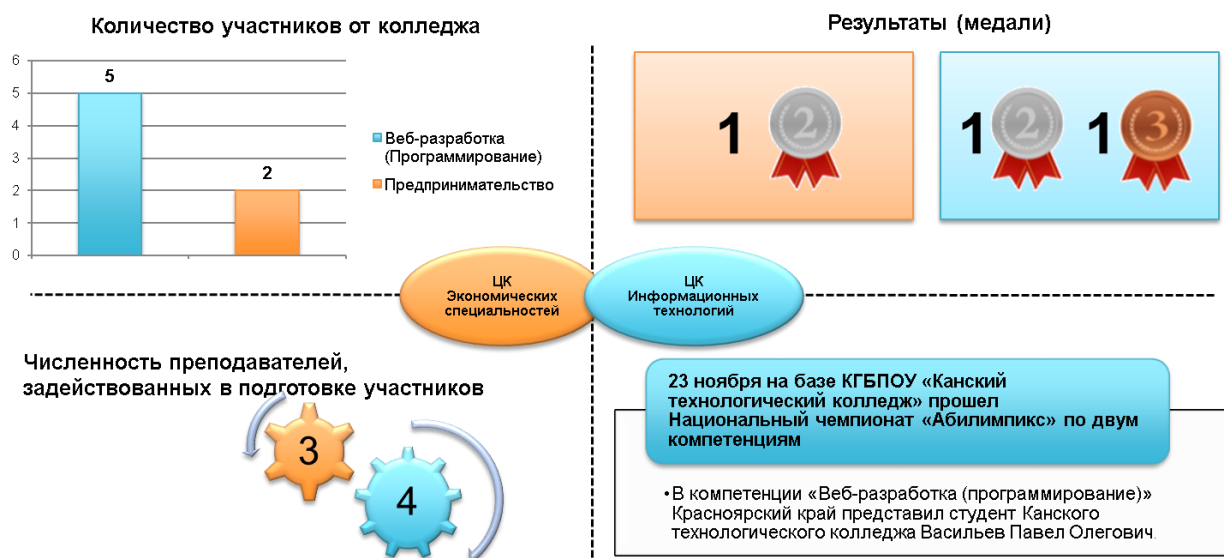 Количество участников от колледжа
6
5
4
3
2
1
0
5
2
Веб-разработка
(Программирование)
Предпринимательство
Результаты (медали)
1 2
1 2 1 3
ЦК
Экономических
специальностей
ЦК
Информационных
технологий
Численность преподавателей,
задействованных в подготовке участников
3
4
23 ноября на базе КГБПОУ «Канский
технологический колледж» прошел
Национальный чемпионат «Абилимпикс» по двум
компетенциям
•В компетенции «Веб-разработка (программирование)»
Красноярский край представил студент Канского
технологического колледжа Васильев Павел Олегович.